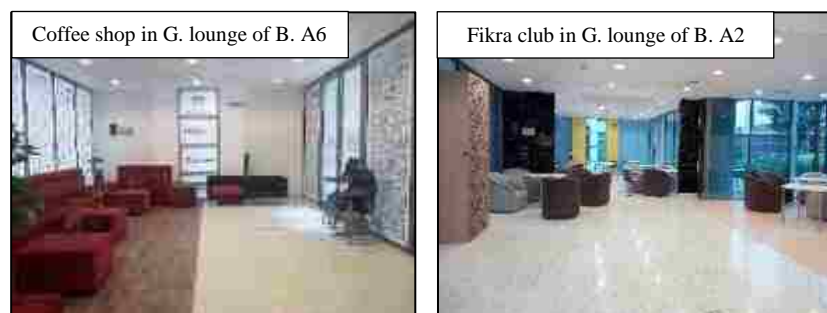 Coffee shop in G. lounge of B. A6
Fikra club in G. lounge of B. A2